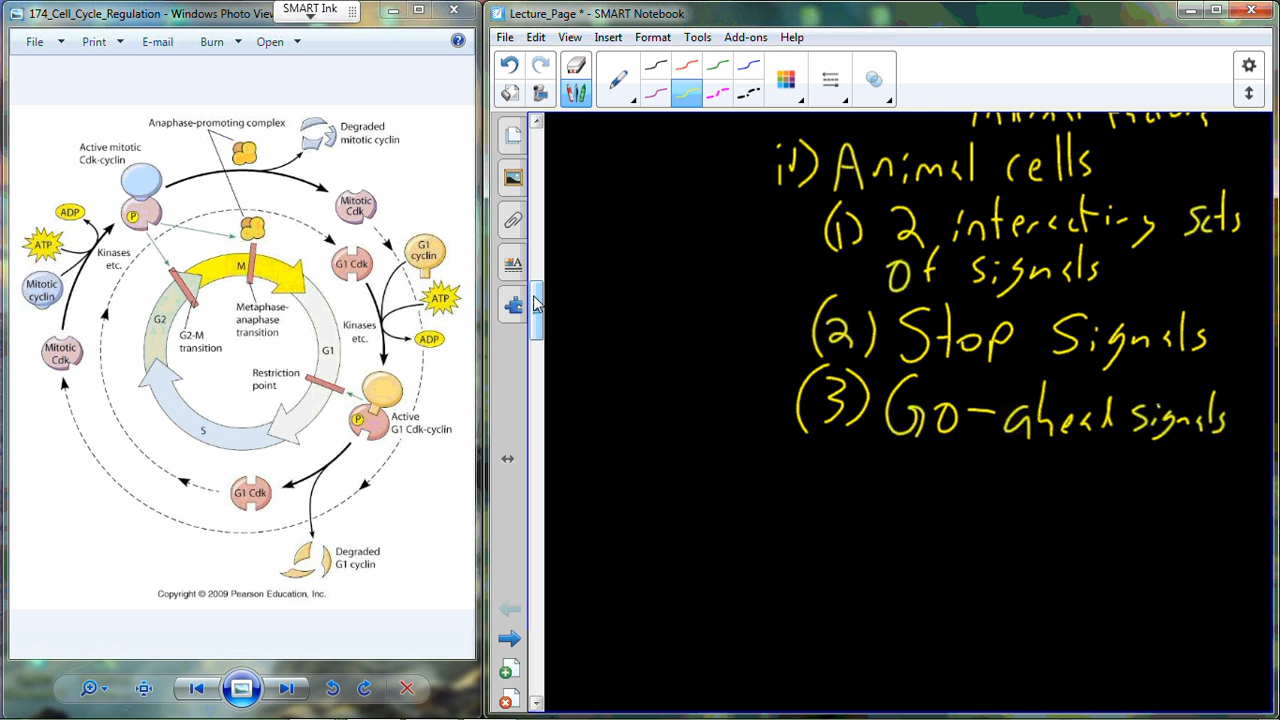 174_Cell_Cycle_Regulation - Windows Photo View
SMART Ink
File Print E-mail Burn Open
Anaphase-promoting complex
Degraded
mitotic cyclin
Active mitotic
Cdk-cyclin
P
ADP
ATP
Kinases
etc.
Mitotic
cyclin
Mitotic
Cdk
Mitotic
Cdk
G1 Cdk
G1
cyclin
ATP
Kinases
etc.
ADP
M
G2
G1
S
G2-M
transition
Metaphase-
anaphase
transition
Restriction
point
P
Active
G1 Cdk-cyclin
G1 Cdk
Degraded
G1 cyclin
Copyright © 2009 Pearson Education, Inc.
Lecture_Page * - SMART Notebook
File Edit View Insert Format Tools Add-ons Help
Animal cells
(1) 2 interacting sets
of signals
(2) Stop Signals
(3) Go-ahead signals